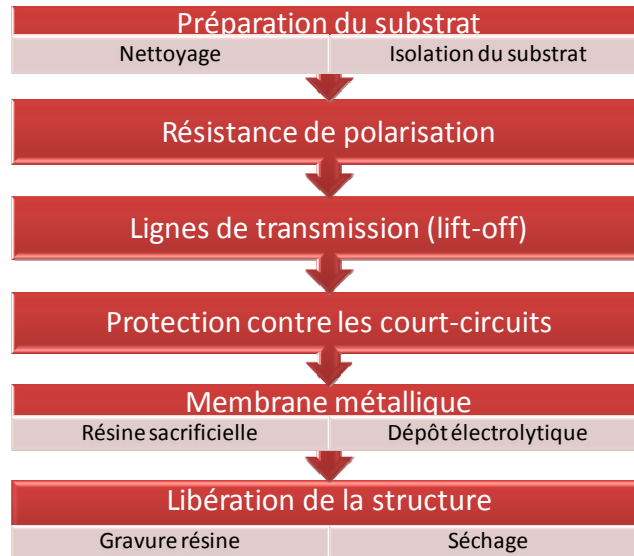 Préparation du substrat
Nettoyage
Isolation du substrat
Résistance de polarisation
Lignes de transmission (lift-off)
Protection contre les court-circuits
Membrane métallique
Résine sacrificielle
Dépôt électrolytique
Libération de la structure
Gravure résine
Séchage